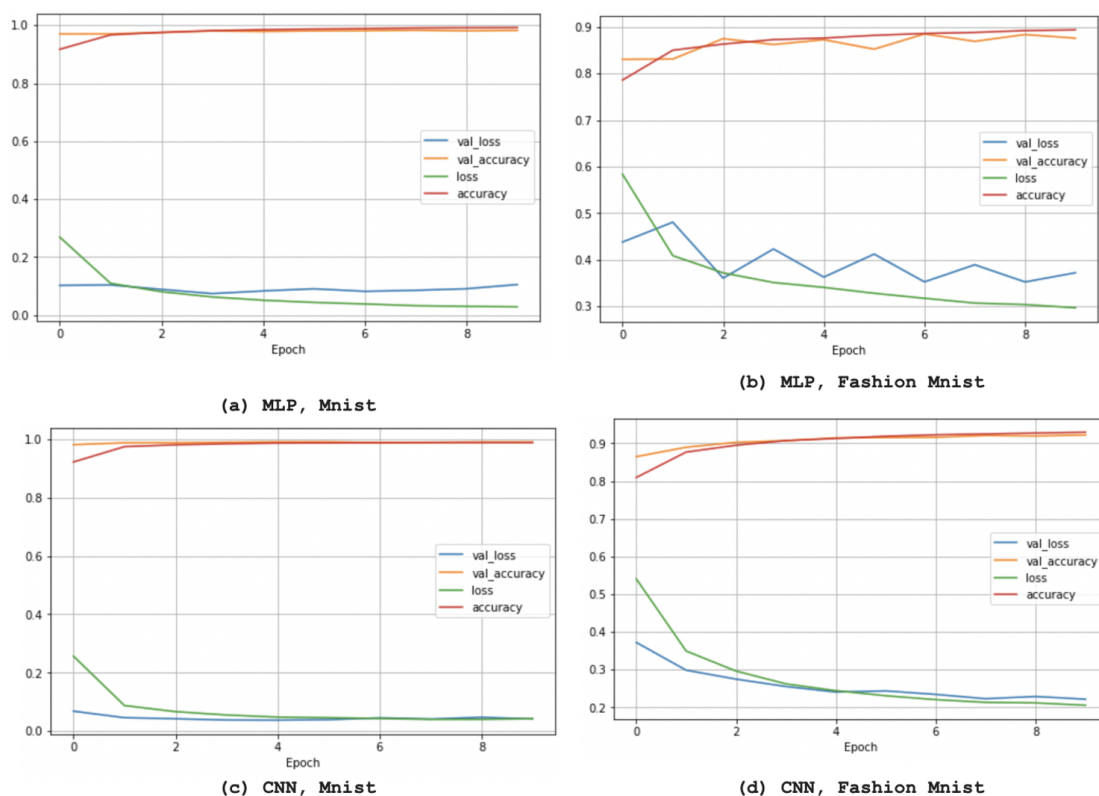 1.0
0.8
0.6
0.4
0.2
0.0
val_loss
val_accuracy
loss
accuracy
0 2 4 6 8
Epoch
(a) MLP, Mnist
0.9
0.8
0.7
0.6
0.5
0.4
0.3
val_loss
val_accuracy
loss
accuracy
0 2 4 6 8
Epoch
(b) MLP, Fashion Mnist
1.0
0.8
0.6
0.4
0.2
0.0
val_loss
val_accuracy
loss
accuracy
0 2 4 6 8
Epoch
(c) CNN, Mnist
0.9
0.8
0.7
0.6
0.5
0.4
0.3
0.2
val_loss
val_accuracy
loss
accuracy
0 2 4 6 8
Epoch
(d) CNN, Fashion Mnist